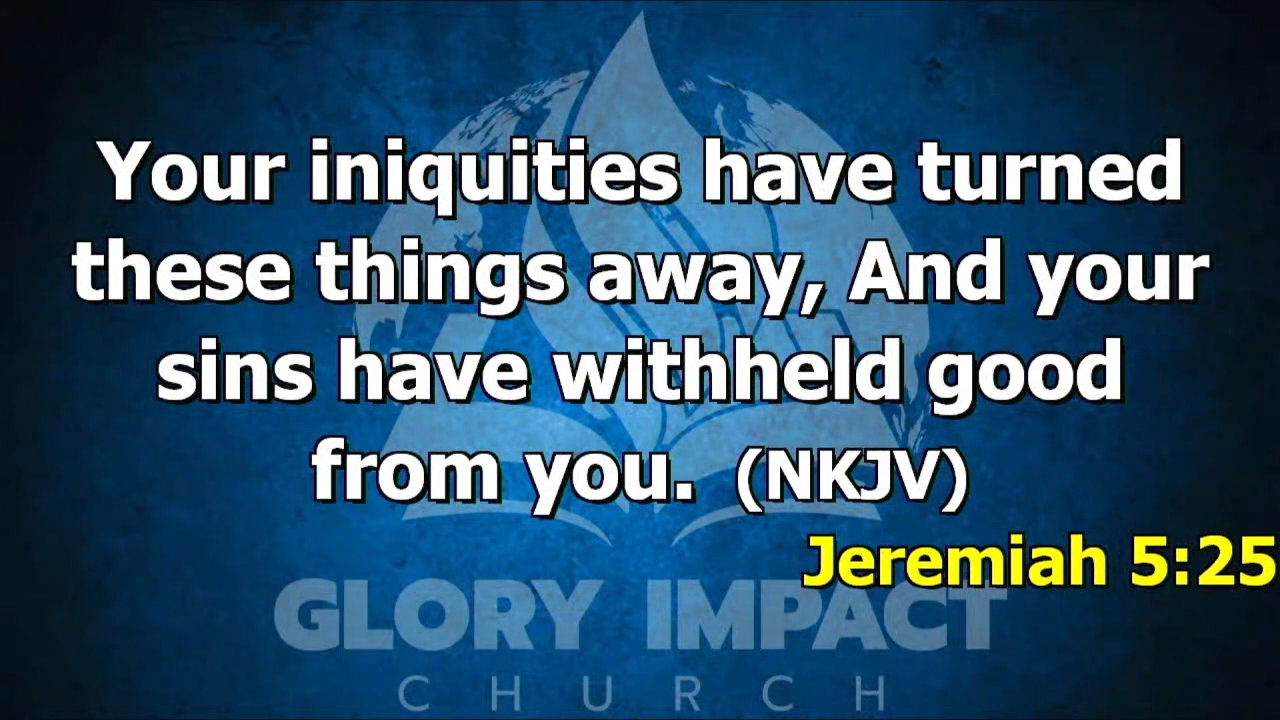 Your iniquities have turned
these things away, And your
sins have withheld good
from you. (NKJV)
Jeremiah 5:25
GLORY IMPACT
CHURCH